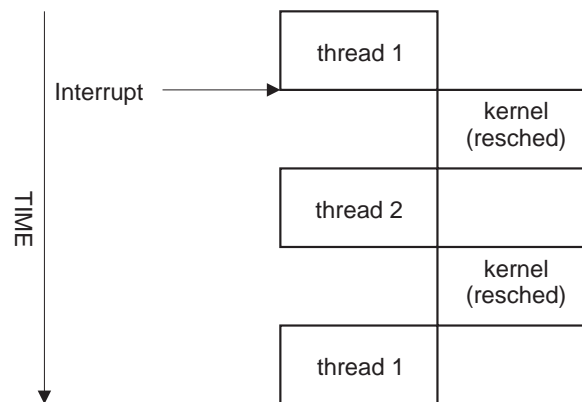 thread 1
Interrupt
kernel
(resched)
TIME
thread 2
kernel
(resched)
thread 1